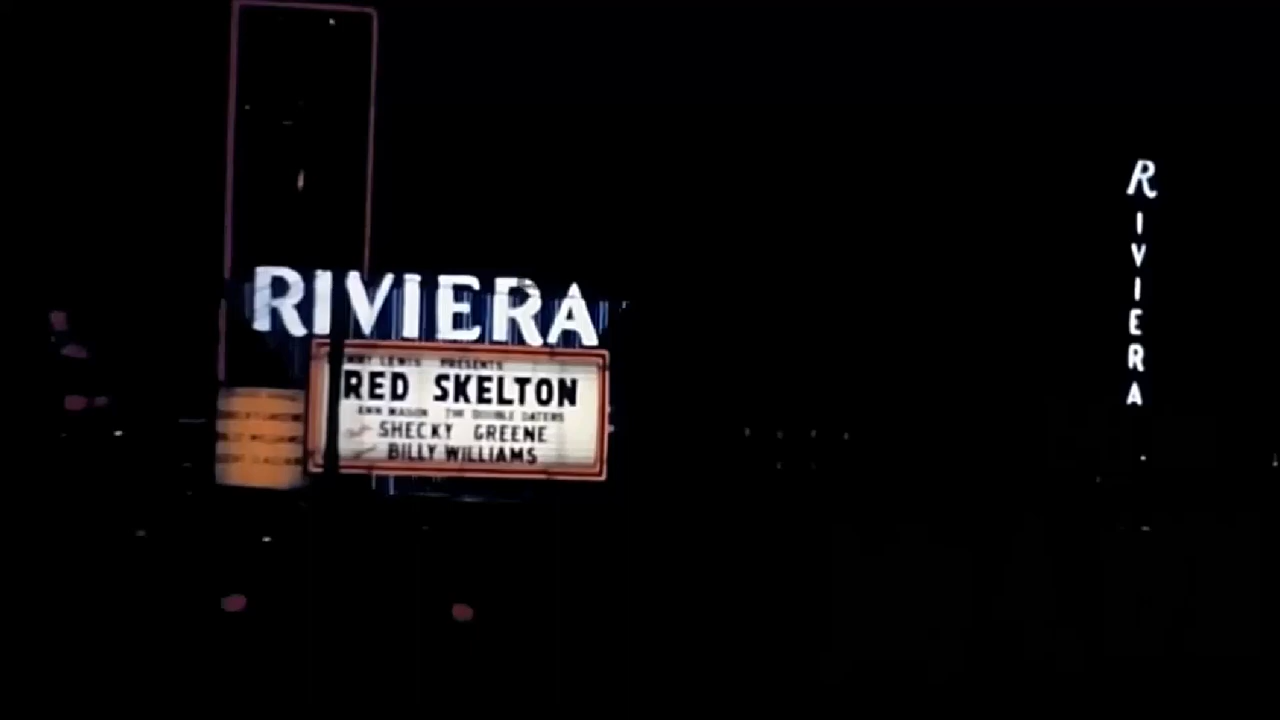 RIVIERA
PRESENTS
RED SKELTON
THE DOUBLE DATERS
SHECKY GREENE
BILLY WILLIAMS
RIVIERA